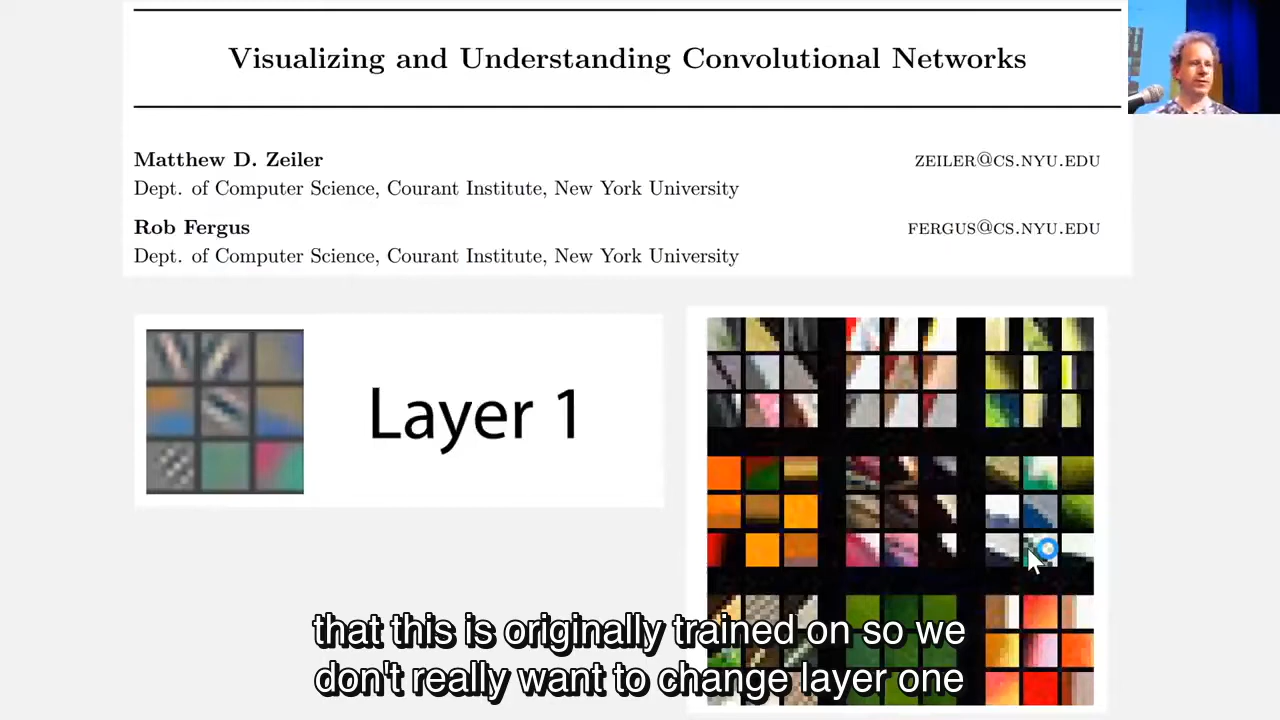 Visualizing and Understanding Convolutional Networks
Matthew D. Zeiler ZEILER@CS.NYU.EDU
Dept. of Computer Science, Courant Institute, New York University
Rob Fergus FERGUS@CS.NYU.EDU
Dept. of Computer Science, Courant Institute, New York University
Layer 1
that this is originally trained on so we
don't really want to change layer one